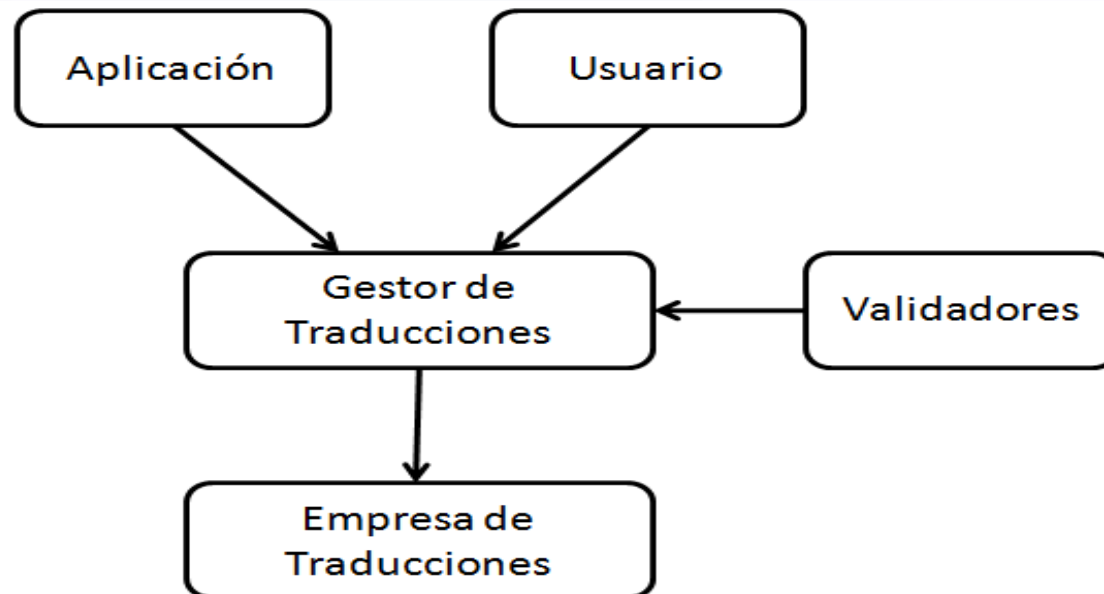 Aplicación
Usuario
Gestor de
Traducciones
Validadores
Empresa de
Traducciones